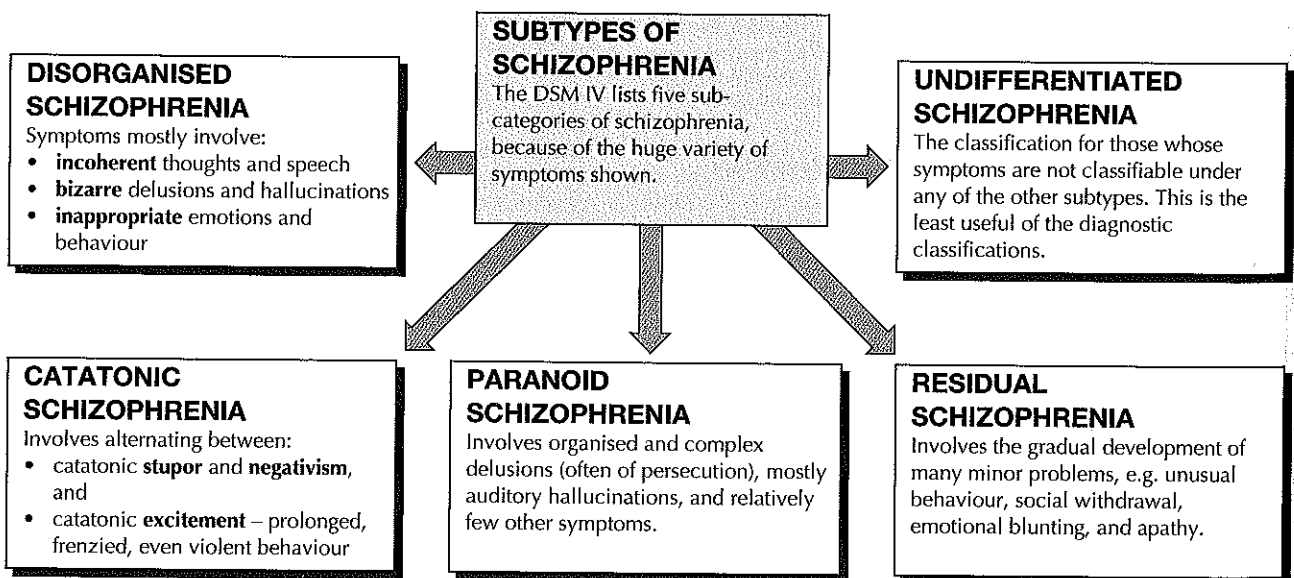 SUBTYPES OF
SCHIZOPHRENIA
The DSM IV lists five sub-
categories of schizophrenia,
because of the huge variety of
symptoms shown.
DISORGANISED
SCHIZOPHRENIA
Symptoms mostly involve:
• incoherent thoughts and speech
• bizarre delusions and hallucinations
• inappropriate emotions and
behaviour
UNDIFFERENTIATED
SCHIZOPHRENIA
The classification for those whose
symptoms are not classifiable under
any of the other subtypes. This is the
least useful of the diagnostic
classifications.
CATATONIC
SCHIZOPHRENIA
Involves alternating between:
• catatonic stupor and negativism,
and
• catatonic excitement – prolonged,
frenzied, even violent behaviour
PARANOID
SCHIZOPHRENIA
Involves organised and complex
delusions (often of persecution), mostly
auditory hallucinations, and relatively
few other symptoms.
RESIDUAL
SCHIZOPHRENIA
Involves the gradual development of
many minor problems, e.g. unusual
behaviour, social withdrawal,
emotional blunting, and apathy.